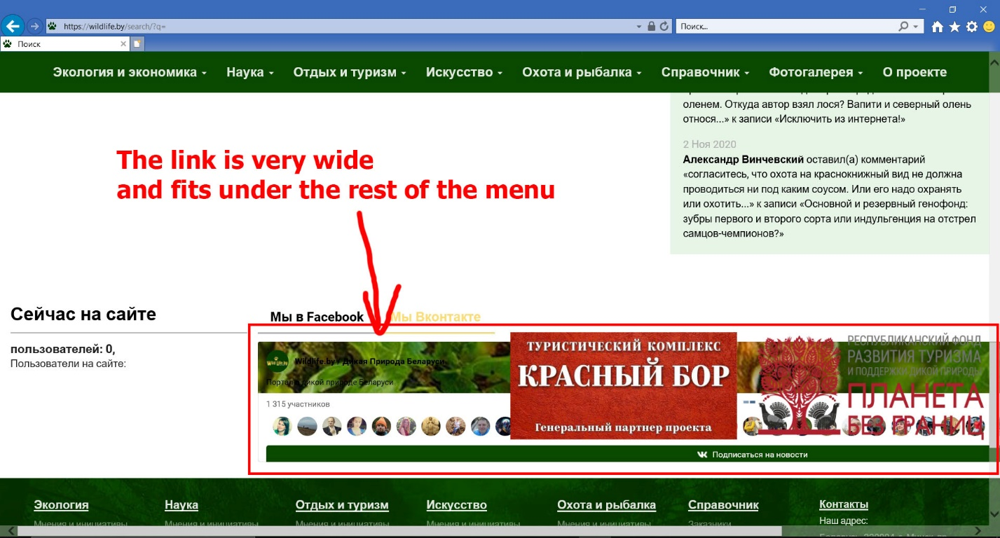 https://wildlife.by/search/?q=
Поиск...
Поиск
Экология и экономика
Наука
Отдых и туризм
Искусство
Охота и рыбалка
Справочник
Фотогалерея
О проекте
оленем. Откуда автор взял лося? Вапити и северный олень
относя...» к записи «Исключить из интернета!»
2 Ноя 2020
Александр Винчевский оставил(а) комментарий
«согласитесь, что охота на краснокнижный вид не должна
проводиться ни под каким соусом. Или его надо охранять
или охотить...» к записи «Основной и резервный генофонд:
зубры первого и второго сорта или индульгенция на отстрел
самцов-чемпионов?»
The link is very wide
and fits under the rest of the menu
Сейчас на сайте
пользователей: 0,
Пользователи на сайте:
Мы в Facebook
Мы Вконтакте
Wildlife.by / Дикая Природа Беларуси
Портал о дикой природе Беларуси
1 315 участников
ТУРИСТИЧЕСКИЙ КОМПЛЕКС
КРАСНЫЙ БОР
Генеральный партнер проекта
РЕСПУБЛИКАНСКИЙ ФОНД
РАЗВИТИЯ ТУРИЗМА
И ПОДДЕРЖКИ ДИКОЙ ПРИРОДЫ
ПЛАНЕТА
БЕЗ ГРАНИЦ
Подписаться на новости
Экология
Наука
Отдых и туризм
Искусство
Охота и рыбалка
Справочник
Контакты
Мнения и инициативы
Мнения и инициативы
Мнения и инициативы
Мнения и инициативы
Мнения и инициативы
Заказники
Наш адрес: